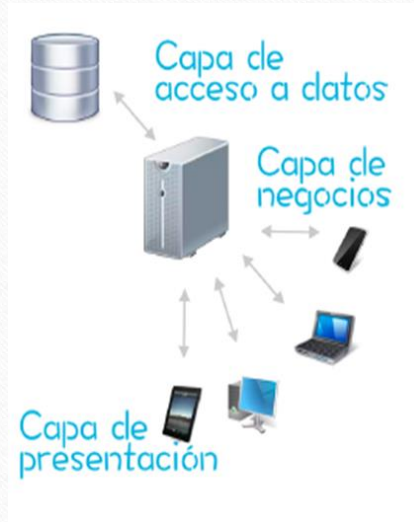 Capa de
acceso a datos
Capa de
negocios
Capa de
presentación